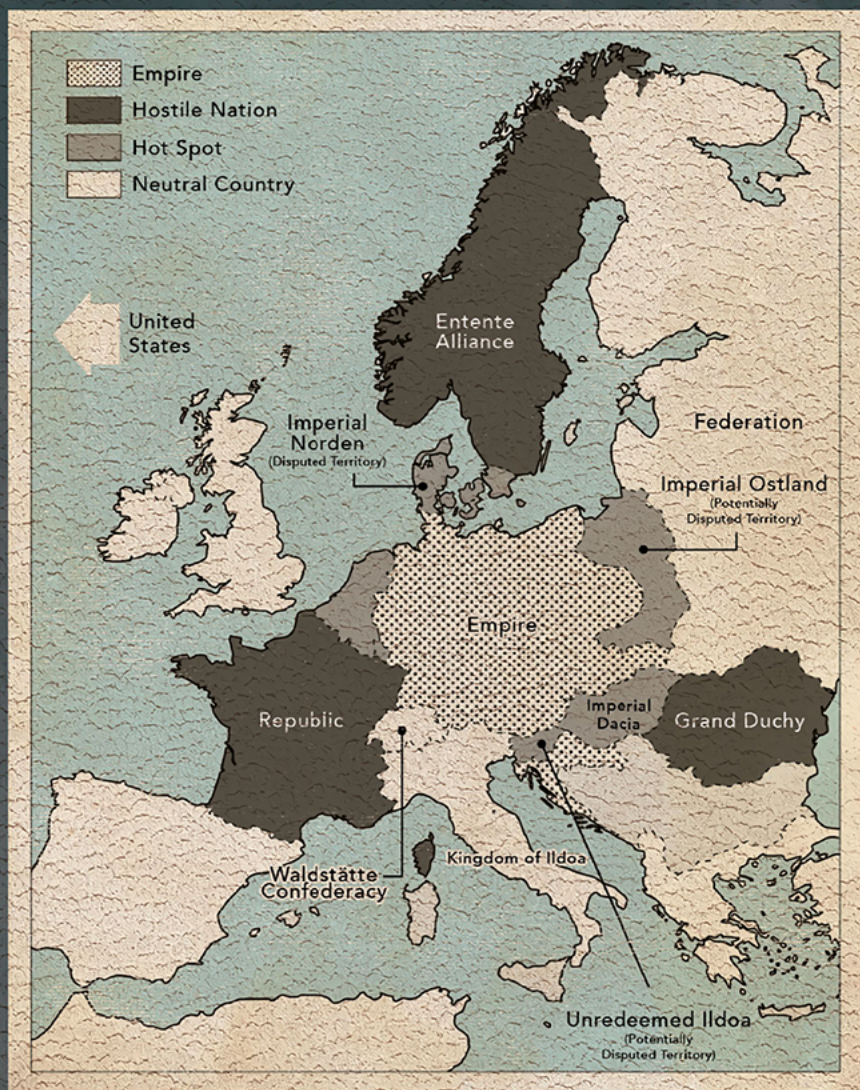 Empire
Hostile Nation
Hot Spot
Neutral Country
United
States
Entente
Alliance
Imperial
Norden
(Disputed Territory)
Federation
Imperial Ostland
(Potentially
Disputed Territory)
Empire
Imperial
Dacia
Republic
Grand Duchy
Kingdom of Ildoa
Waldstätte
Confederacy
Unredeemed Ildoa
(Potentially
Disputed Territory)